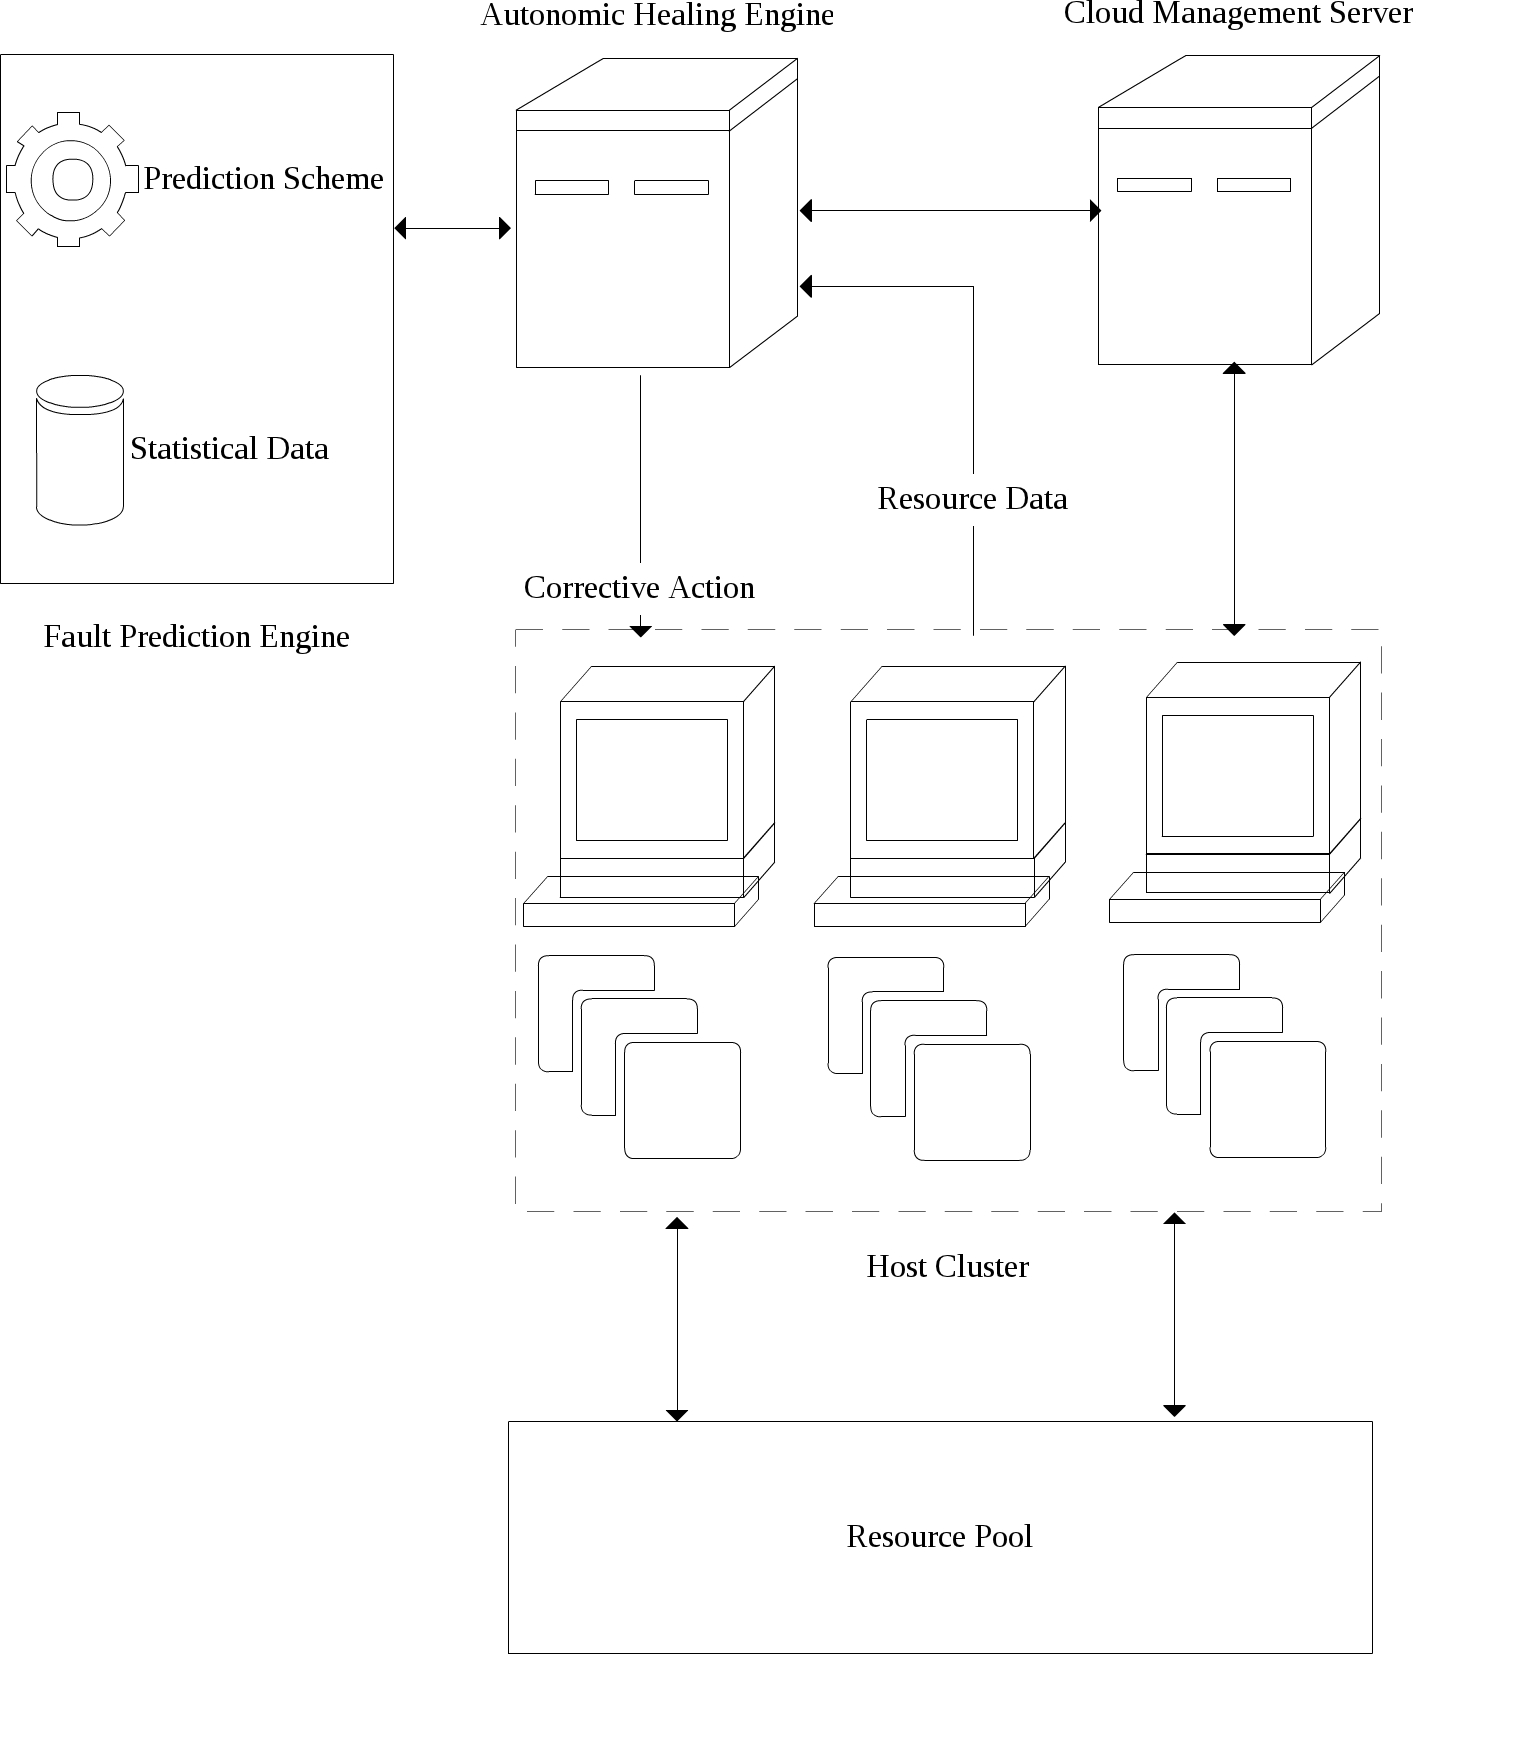 Autonomic Healing Engine
Cloud Management Server
Prediction Scheme
Statistical Data
Fault Prediction Engine
Resource Data
Corrective Action
Host Cluster
Resource Pool